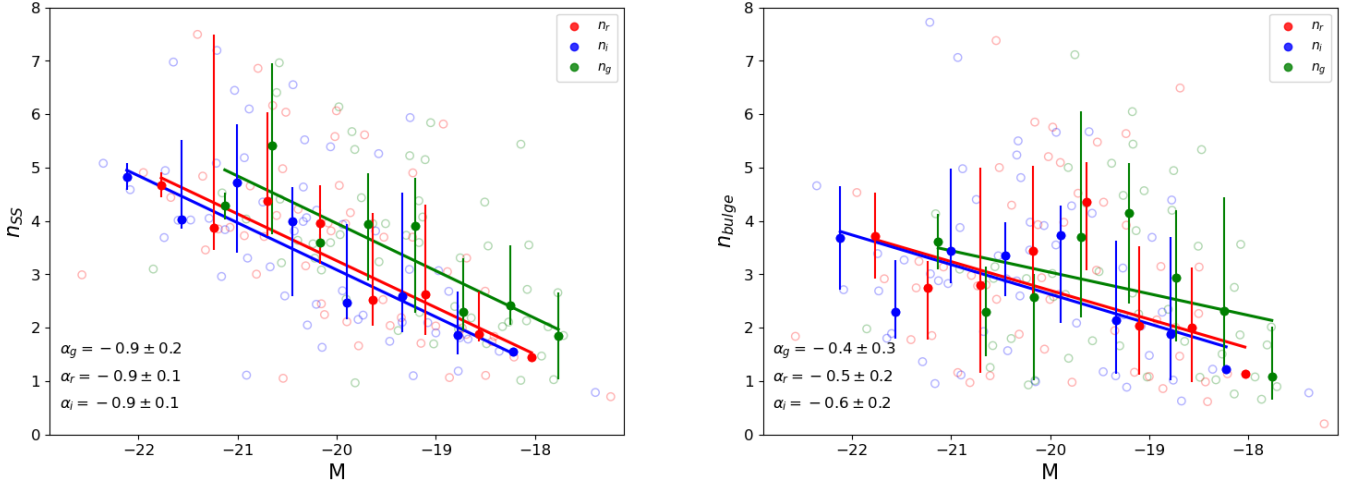 8
7
6
5
4
3
2
1
0
n_SS
n_r
n_i
n_g
α_g = −0.9 ± 0.2
α_r = −0.9 ± 0.1
α_i = −0.9 ± 0.1
−22 −21 −20 −19 −18
M
8
7
6
5
4
3
2
1
0
n_bulge
n_r
n_i
n_g
α_g = −0.4 ± 0.3
α_r = −0.5 ± 0.2
α_i = −0.6 ± 0.2
−22 −21 −20 −19 −18
M